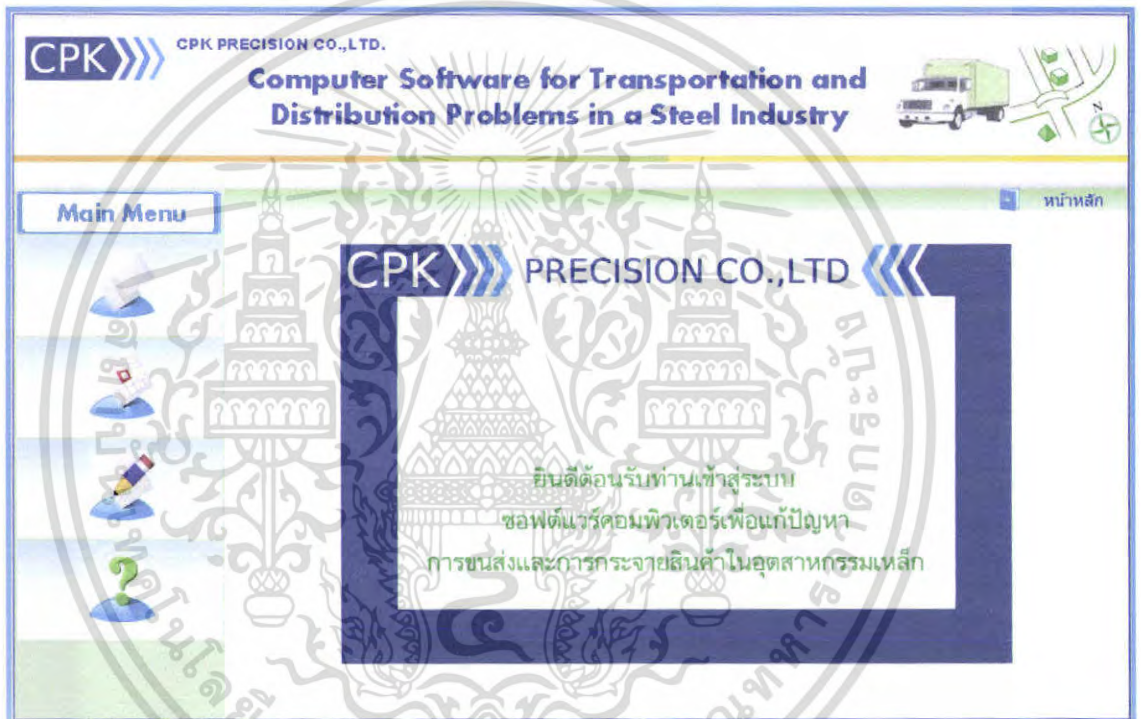 CPK
CPK PRECISION CO.,LTD.
Computer Software for Transportation and
Distribution Problems in a Steel Industry
N
Main Menu
หน้าหลัก
CPK PRECISION CO.,LTD
ยินดีต้อนรับท่านเข้าสู่ระบบ
ซอฟต์แวร์คอมพิวเตอร์เพื่อแก้ปัญหา
การขนส่งและการกระจายสินค้าในอุตสาหกรรมเหล็ก